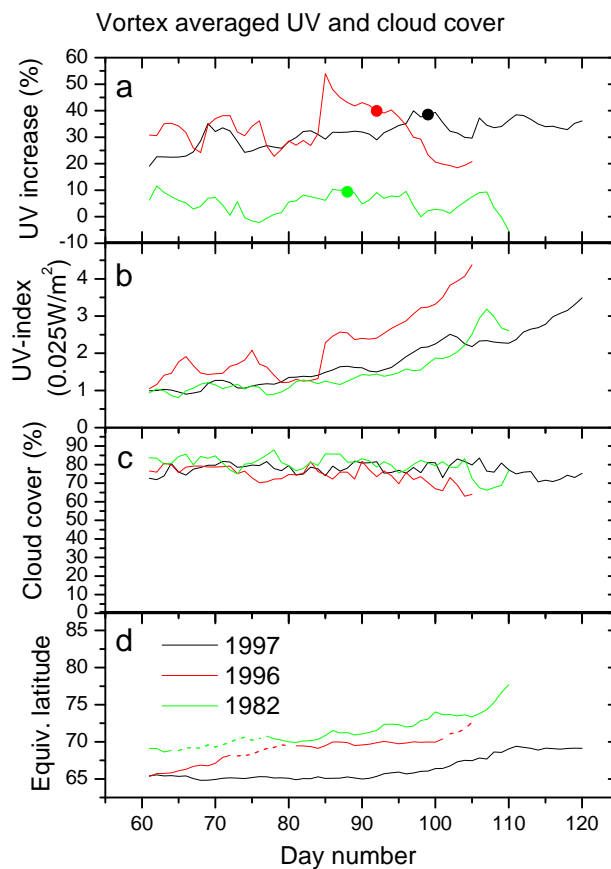 Vortex averaged UV and cloud cover
a
UV increase (%)
60
50
40
30
20
10
0
-10
b
UV-index
(0.025W/m²)
4
3
2
1
0
c
Cloud cover (%)
90
80
70
60
50
40
30
20
10
0
d
1997
1996
1982
Equiv. latitude
85
80
75
70
65
60 70 80 90 100 110 120
Day number